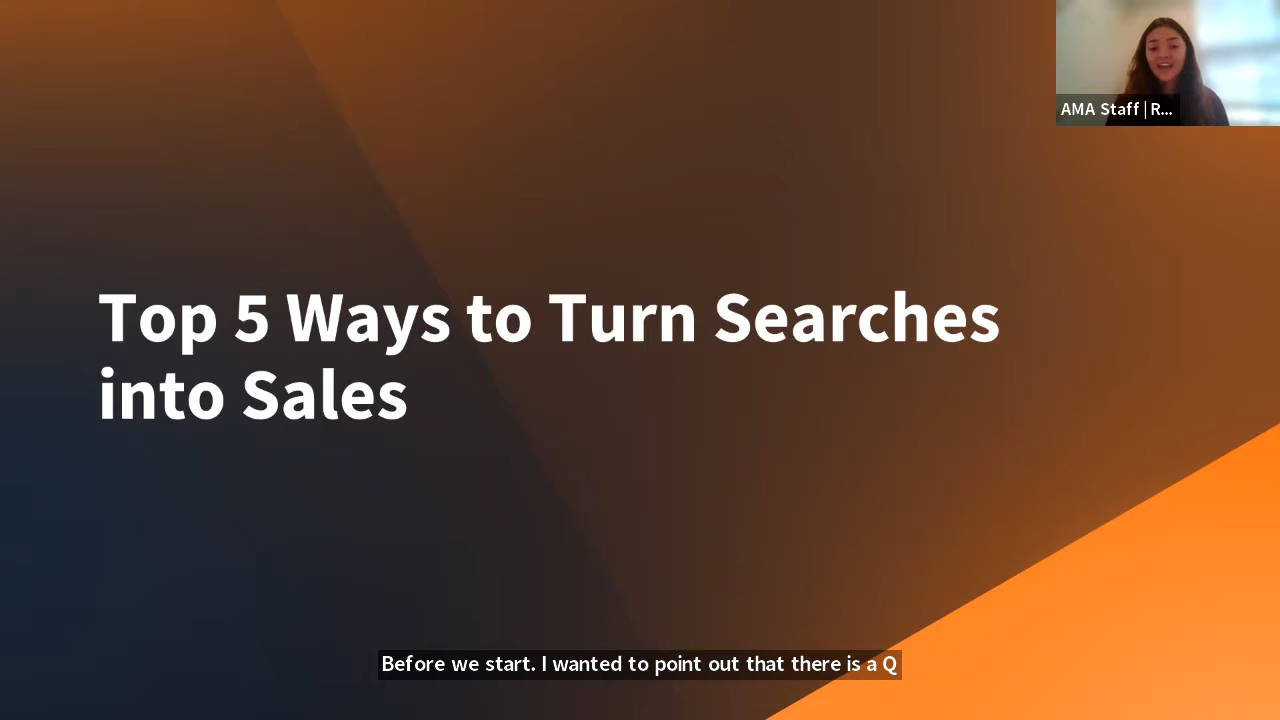 AMA Staff | R...
Top 5 Ways to Turn Searches
into Sales
Before we start. I wanted to point out that there is a Q